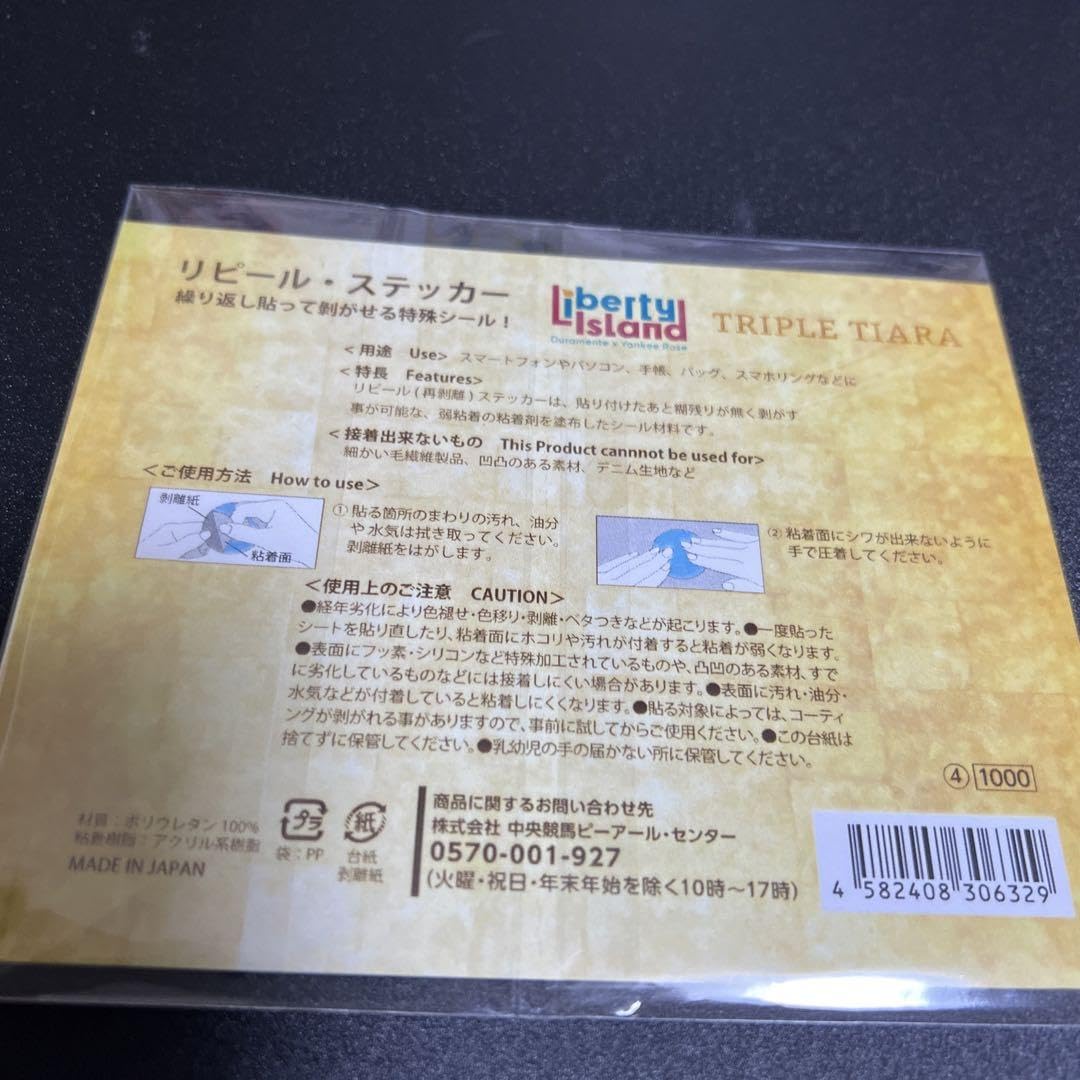 リピール・ステッカー
繰り返し貼って剝がせる特殊シール！
Liberty Island
Duramente x Yankee Rose
TRIPLE TIARA
<用途 Use> スマートフォンやパソコン、手帳、バッグ、スマホリングなどに
<特長 Features>
リピール(再剝離)ステッカーは、貼り付けたあと糊残りが無く剝がす
事が可能な、弱粘着の粘着剤を塗布したシール材料です。
<接着出来ないもの This Product cannnot be used for>
細かい毛繊維製品、凹凸のある素材、デニム生地など
<ご使用方法 How to use>
剝離紙
粘着面
①貼る箇所のまわりの汚れ、油分
や水気は拭き取ってください。
剝離紙をはがします。
②粘着面にシワが出来ないように
手で圧着してください。
<使用上のご注意 CAUTION>
●経年劣化により色褪せ・色移り・剝離・ベタつきなどが起こります。●一度貼った
シートを貼り直したり、粘着面にホコリや汚れが付着すると粘着が弱くなります。
●表面にフッ素・シリコンなど特殊加工されているものや、凸凹のある素材、すで
に劣化しているものなどには接着しにくい場合があります。●表面に汚れ・油分・
水気などが付着していると粘着しにくくなります。●貼る対象によっては、コーティ
ングが剝がれる事がありますので、事前に試してからご使用ください。●この台紙は
捨てずに保管してください。●乳幼児の手の届かない所に保管してください。
④ 1000
材質：ポリウレタン 100%
粘着樹脂：アクリル系樹脂
MADE IN JAPAN
プラ
袋：PP
紙
台紙
剝離紙
商品に関するお問い合わせ先
株式会社 中央競馬ピーアール・センター
0570-001-927
(火曜・祝日・年末年始を除く10時〜17時)
4 582408 306329